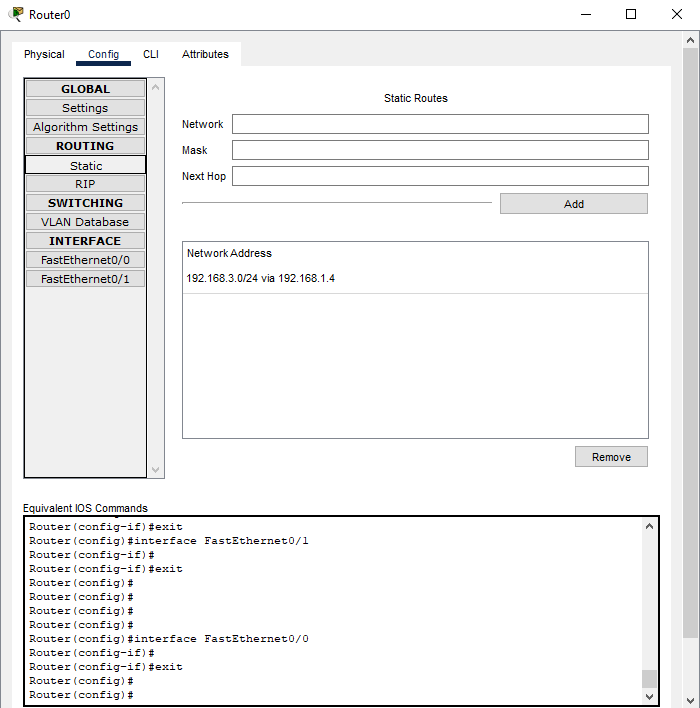 Router0
Physical Config CLI Attributes
GLOBAL
Settings
Algorithm Settings
ROUTING
Static
RIP
SWITCHING
VLAN Database
INTERFACE
FastEthernet0/0
FastEthernet0/1
Static Routes
Network
Mask
Next Hop
Add
Network Address
192.168.3.0/24 via 192.168.1.4
Remove
Equivalent IOS Commands
Router(config-if)#exit
Router(config)#interface FastEthernet0/1
Router(config-if)#
Router(config-if)#exit
Router(config)#
Router(config)#
Router(config)#
Router(config)#
Router(config)#interface FastEthernet0/0
Router(config-if)#
Router(config-if)#exit
Router(config)#
Router(config)#